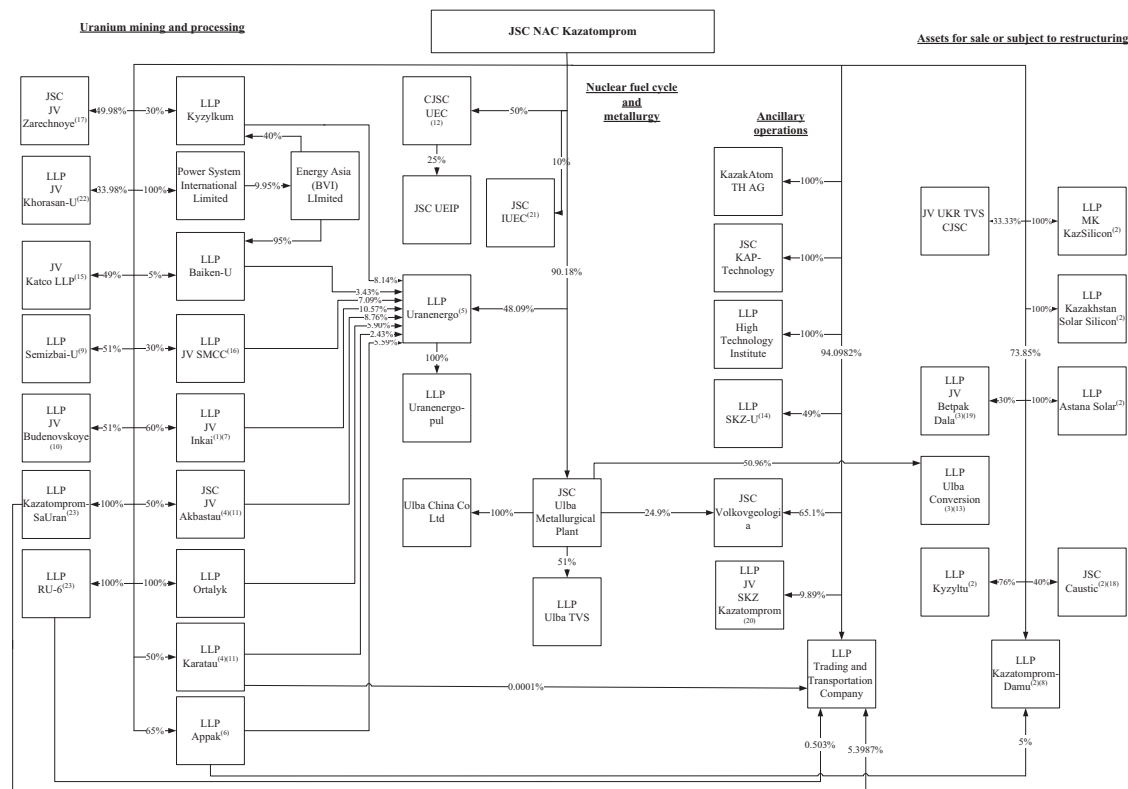 Uranium mining and processing
JSC NAC Kazatomprom
Assets for sale or subject to restructuring
Nuclear fuel cycle
and
metallurgy
Ancillary
operations
JSC
JV
Zarechnoye(17)
49.98%
30%
LLP
Kyzylkum
40%
LLP
JV
Khorasan-U(22)
33.98%
100%
Power System
International
Limited
9.95%
Energy Asia
(BVI)
LImited
95%
JV
Katco LLP(15)
49%
5%
LLP
Baiken-U
LLP
Semizbai-U(9)
51%
30%
LLP
JV SMCC(16)
LLP
JV
Budenovskoye
(10)
51%
60%
LLP
JV
Inkai(1)(7)
LLP
Kazatomprom-
SaUran(23)
100%
50%
JSC
JV
Akbastau(4)(11)
LLP
RU-6(23)
100%
100%
LLP
Ortalyk
50%
LLP
Karatau(4)(11)
65%
LLP
Appak(6)
CJSC
UEC
(12)
50%
25%
JSC UEIP
10%
JSC
IUEC(21)
90.18%
8.14%
3.43%
7.09%
10.57%
8.76%
5.90%
2.43%
5.59%
LLP
Uranenergo(5)
48.09%
100%
LLP
Uranenergo-
pul
Ulba China Co
Ltd
100%
JSC
Ulba
Metallurgical
Plant
24.9%
50.96%
51%
LLP
Ulba TVS
0.0001%
KazakAtom
TH AG
100%
JSC
KAP-
Technology
100%
LLP
High
Technology
Institute
100%
94.0982%
LLP
SKZ-U(14)
49%
JSC
Volkovgeologi
a
65.1%
LLP
JV
SKZ
Kazatomprom
(20)
9.89%
LLP
Trading and
Transportation
Company
0.503%
5.3987%
JV UKR TVS
CJSC
33.33%
100%
LLP
MK
KazSilicon(2)
100%
LLP
Kazakhstan
Solar Silicon(2)
73.85%
LLP
JV
Betpak
Dala(3)(19)
30%
100%
LLP
Astana Solar(2)
LLP
Ulba
Conversion
(3)(13)
LLP
Kyzyltu(2)
76%
40%
JSC
Caustic(2)(18)
LLP
Kazatomprom-
Damu(2)(8)
5%